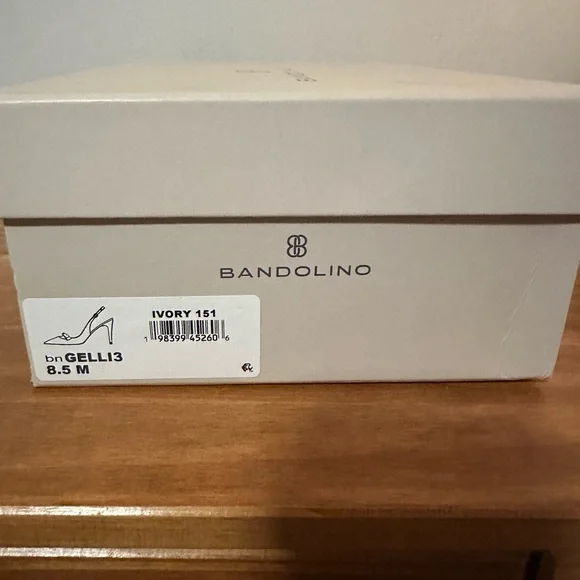 BANDOLINO
IVORY 151
1 98399 45260 6
bnGELLI3
8.5 M